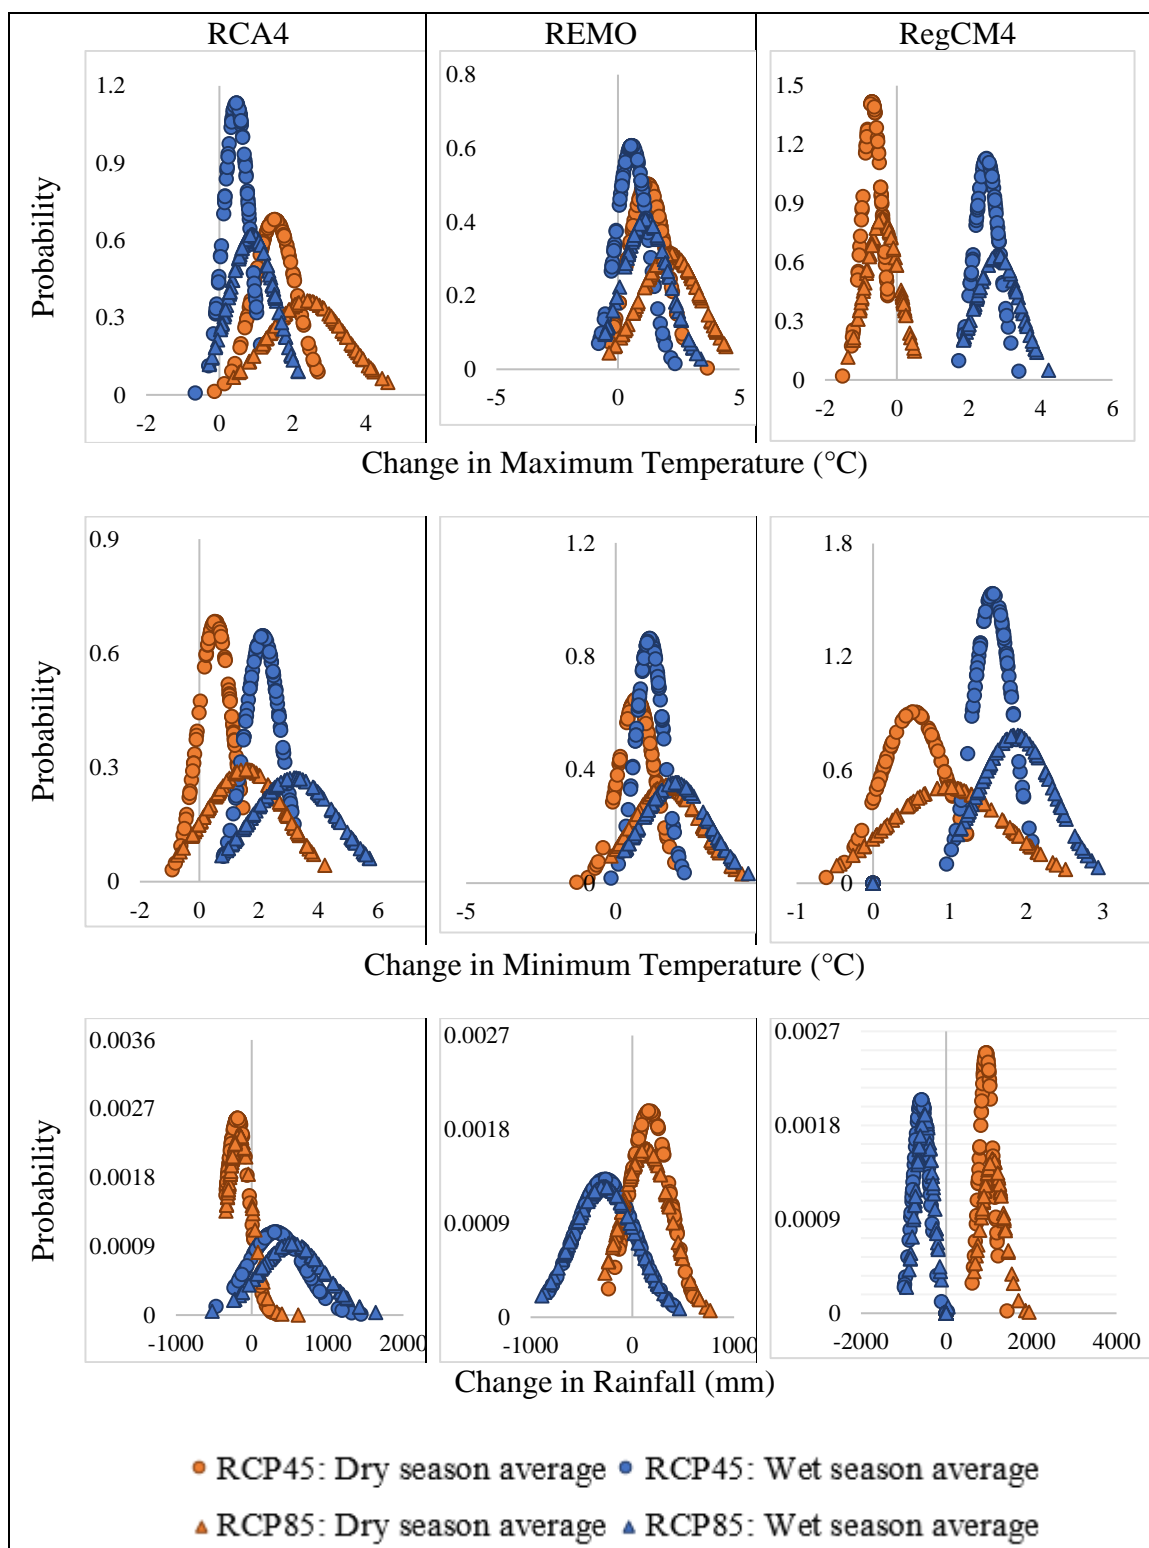 RCA4 REMO RegCM4
Probability
1.2
0.9
0.6
0.3
0
-2 0 2 4
0.8
0.6
0.4
0.2
0
-5 0 5
1.5
1.2
0.9
0.6
0.3
0
-2 0 2 4 6
Change in Maximum Temperature (°C)
Probability
0.9
0.6
0.3
0
-2 0 2 4 6
1.2
0.8
0.4
0
-5 0
1.8
1.2
0.6
0
-1 0 1 2 3
Change in Minimum Temperature (°C)
Probability
0.0036
0.0027
0.0018
0.0009
0
-1000 0 1000 2000
0.0027
0.0018
0.0009
0
-1000 0 1000
0.0027
0.0018
0.0009
0
-2000 0 2000 4000
Change in Rainfall (mm)
RCP45: Dry season average RCP45: Wet season average
RCP85: Dry season average RCP85: Wet season average